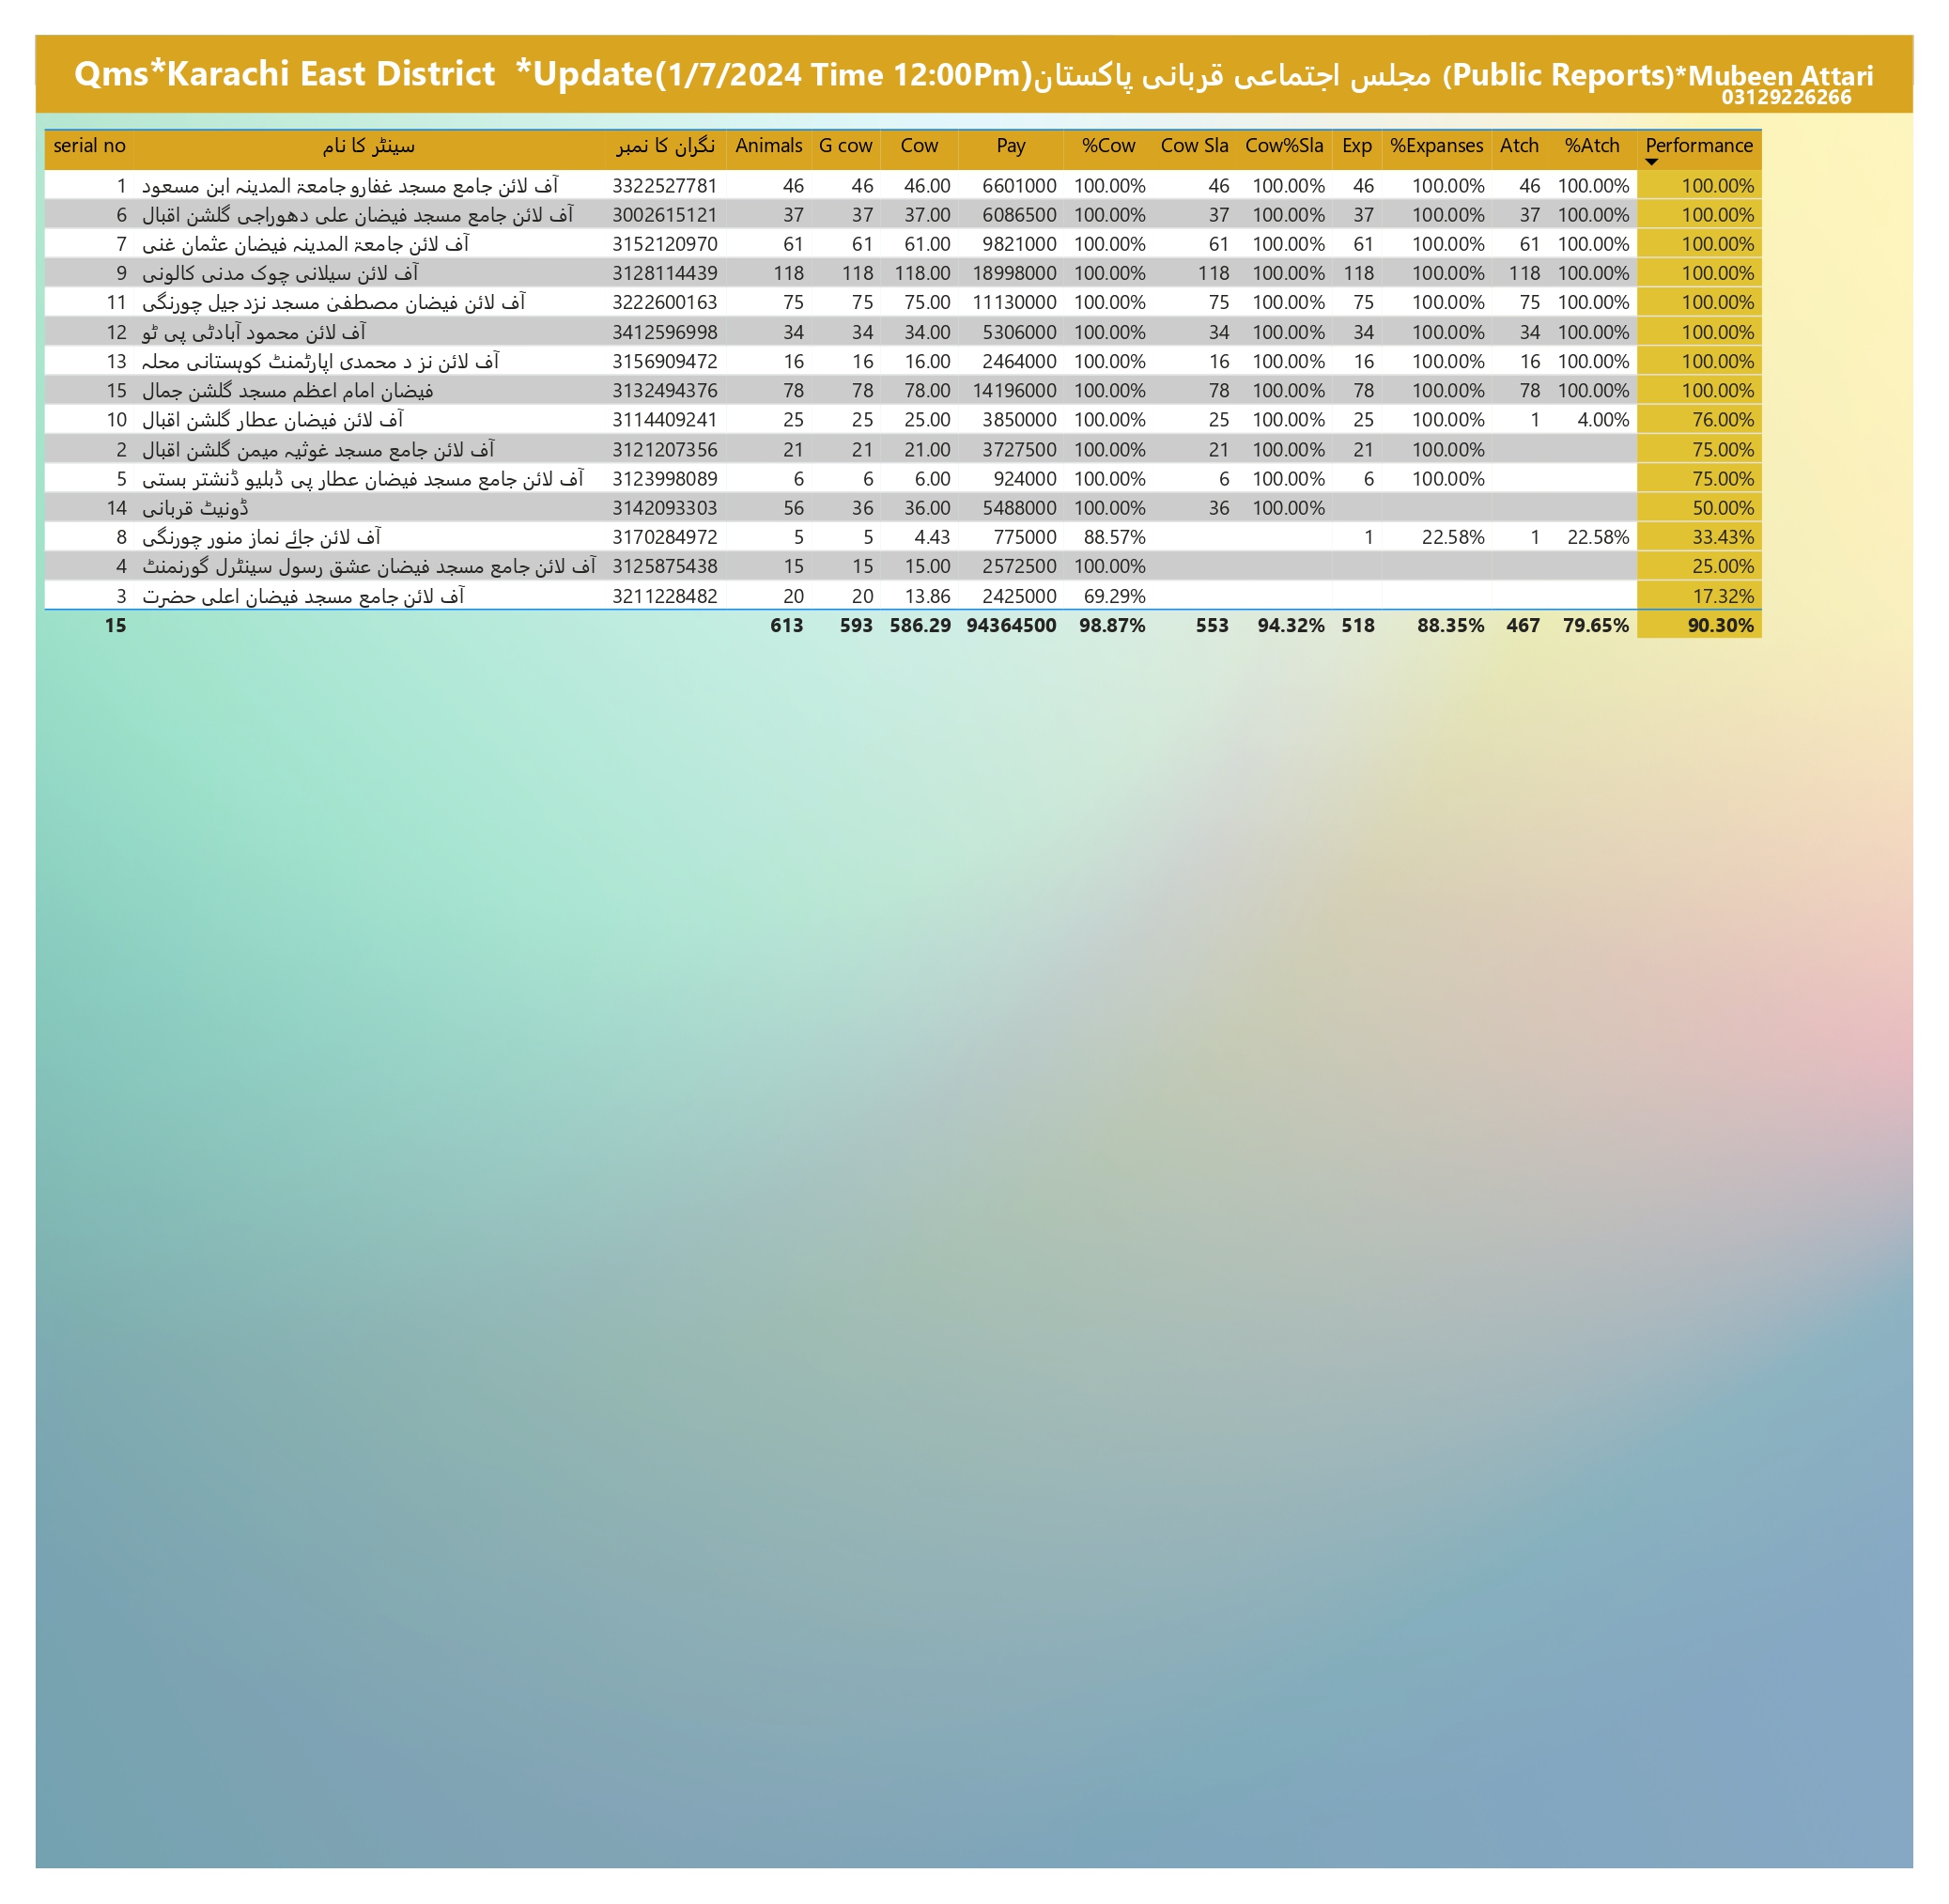 Qms*Karachi East District *Update(1/7/2024 Time 12:00Pm)مجلس اجتماعی قربانی پاکستان (Public Reports)*Mubeen Attari
03129226266
serial no سینٹر کا نام نگران کا نمبر Animals G cow Cow Pay %Cow Cow Sla Cow%Sla Exp %Expanses Atch %Atch Performance
1 آف لائن جامع مسجد غفارو جامعۃ المدینہ ابن مسعود 3322527781 46 46 46.00 6601000 100.00% 46 100.00% 46 100.00% 46 100.00% 100.00%
6 آف لائن جامع مسجد فیضان علی دھوراجی گلشن اقبال 3002615121 37 37 37.00 6086500 100.00% 37 100.00% 37 100.00% 37 100.00% 100.00%
7 آف لائن جامعۃ المدینہ فیضان عثمان غنی 3152120970 61 61 61.00 9821000 100.00% 61 100.00% 61 100.00% 61 100.00% 100.00%
9 آف لائن سیلانی چوک مدنی کالونی 3128114439 118 118 118.00 18998000 100.00% 118 100.00% 118 100.00% 118 100.00% 100.00%
11 آف لائن فیضان مصطفیٰ مسجد نزد جیل چورنگی 3222600163 75 75 75.00 11130000 100.00% 75 100.00% 75 100.00% 75 100.00% 100.00%
12 آف لائن محمود آبادٹی پی ٹو 3412596998 34 34 34.00 5306000 100.00% 34 100.00% 34 100.00% 34 100.00% 100.00%
13 آف لائن نز د محمدی اپارٹمنٹ کوہستانی محلہ 3156909472 16 16 16.00 2464000 100.00% 16 100.00% 16 100.00% 16 100.00% 100.00%
15 فیضان امام اعظم مسجد گلشن جمال 3132494376 78 78 78.00 14196000 100.00% 78 100.00% 78 100.00% 78 100.00% 100.00%
10 آف لائن فیضان عطار گلشن اقبال 3114409241 25 25 25.00 3850000 100.00% 25 100.00% 25 100.00% 1 4.00% 76.00%
2 آف لائن جامع مسجد غوثیہ میمن گلشن اقبال 3121207356 21 21 21.00 3727500 100.00% 21 100.00% 21 100.00% 75.00%
5 آف لائن جامع مسجد فیضان عطار پی ڈبلیو ڈنشتر بستی 3123998089 6 6 6.00 924000 100.00% 6 100.00% 6 100.00% 75.00%
14 ڈونیٹ قربانی 3142093303 56 36 36.00 5488000 100.00% 36 100.00% 50.00%
8 آف لائن جائے نماز منور چورنگی 3170284972 5 5 4.43 775000 88.57% 1 22.58% 1 22.58% 33.43%
4 آف لائن جامع مسجد فیضان عشق رسول سینٹرل گورنمنٹ 3125875438 15 15 15.00 2572500 100.00% 25.00%
3 آف لائن جامع مسجد فیضان اعلی حضرت 3211228482 20 20 13.86 2425000 69.29% 17.32%
15 613 593 586.29 94364500 98.87% 553 94.32% 518 88.35% 467 79.65% 90.30%